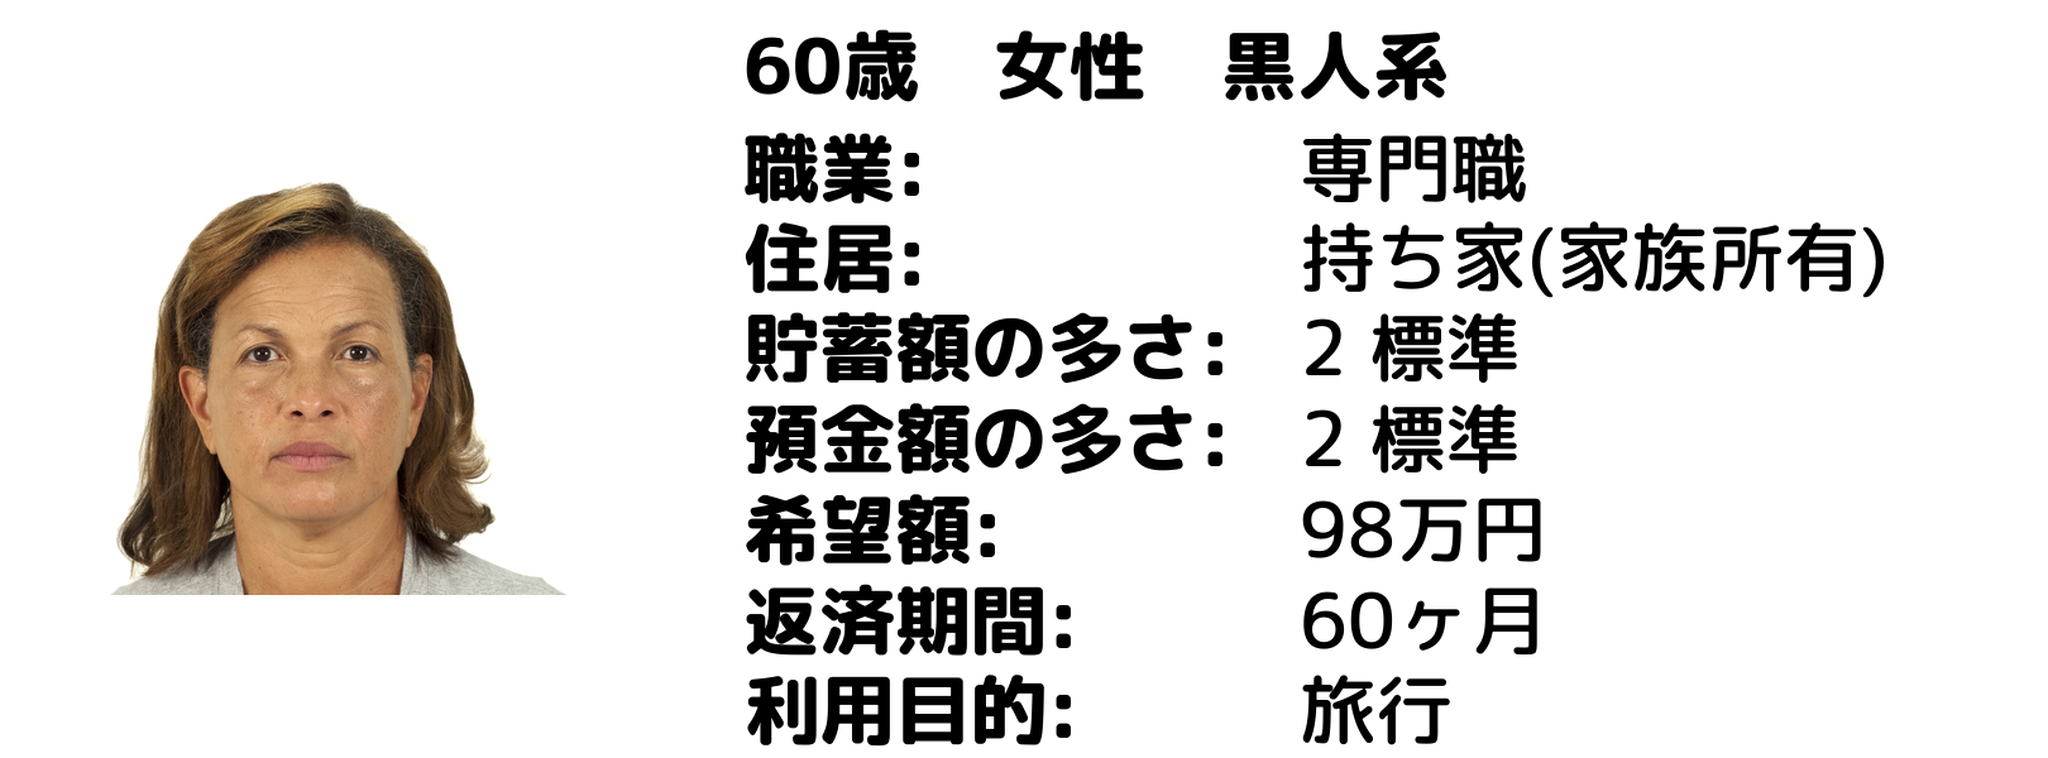 60歳　女性　黒人系
職業: 専門職
住居: 持ち家(家族所有)
貯蓄額の多さ: 2 標準
預金額の多さ: 2 標準
希望額: 98万円
返済期間: 60ヶ月
利用目的: 旅行